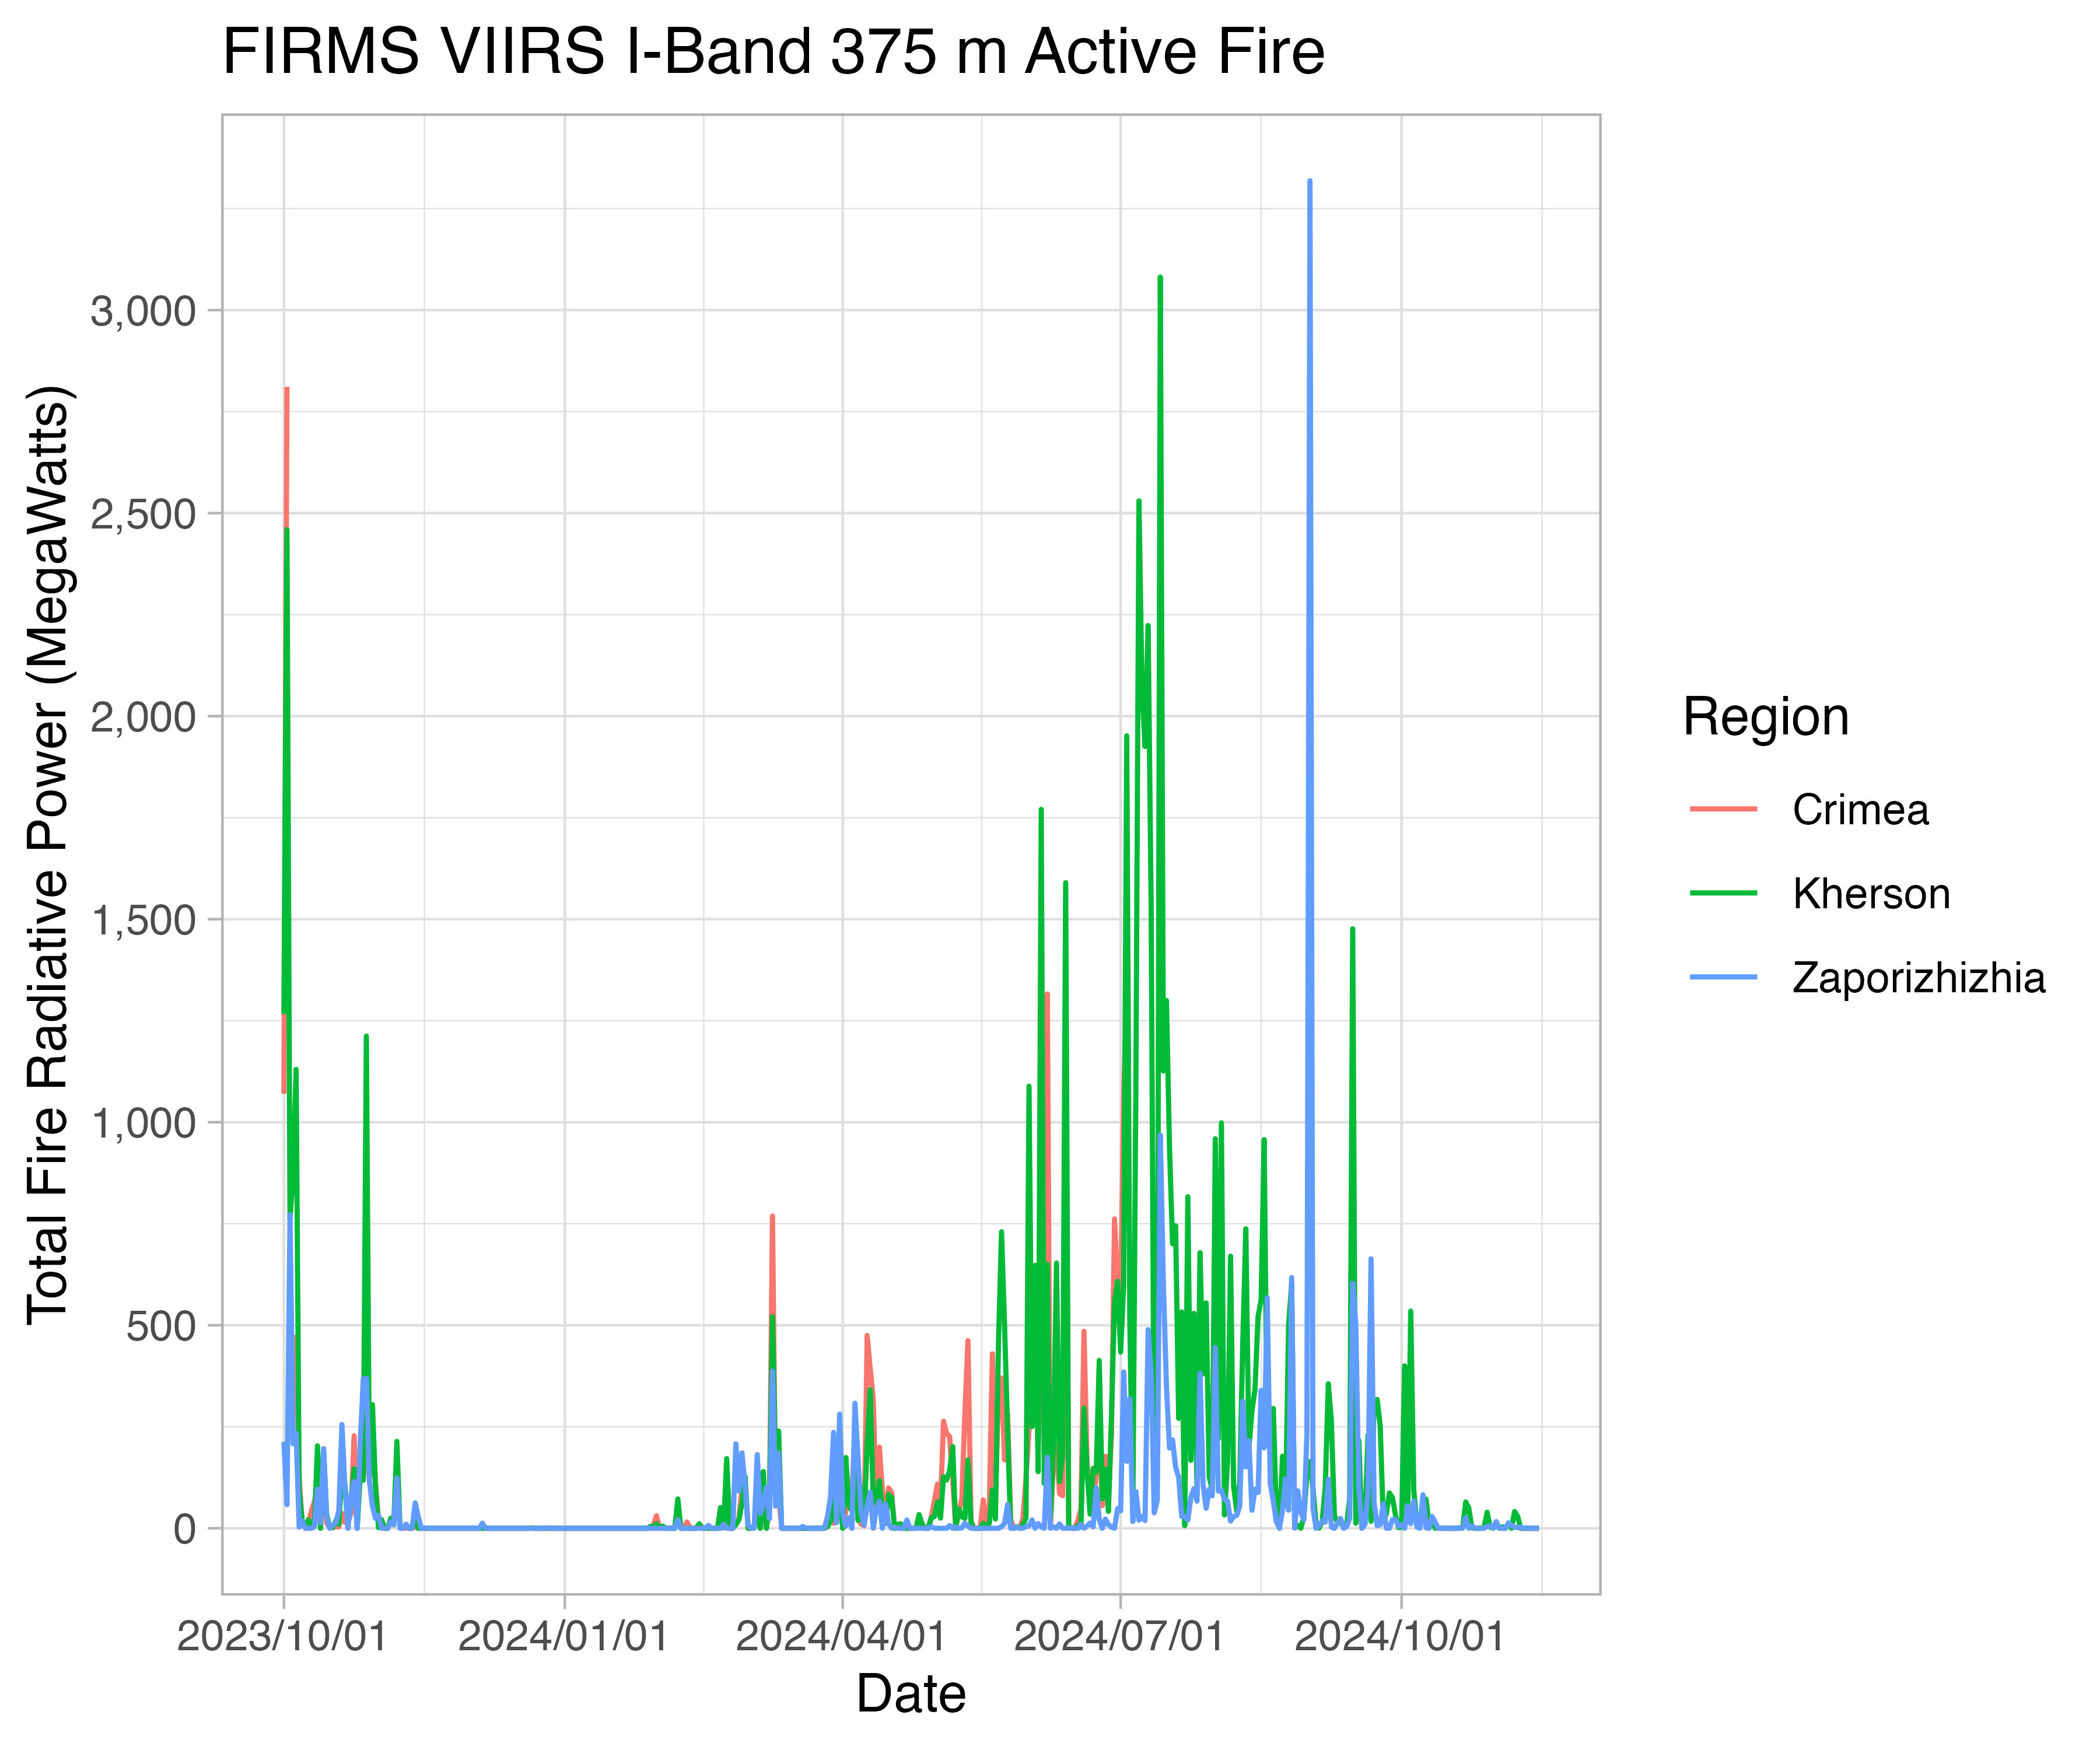 FIRMS VIIRS I-Band 375 m Active Fire
Total Fire Radiative Power (MegaWatts)
3,000
2,500
2,000
1,500
1,000
500
0
2023/10/01 2024/01/01 2024/04/01 2024/07/01 2024/10/01
Date
Region
Crimea
Kherson
Zaporizhizhia